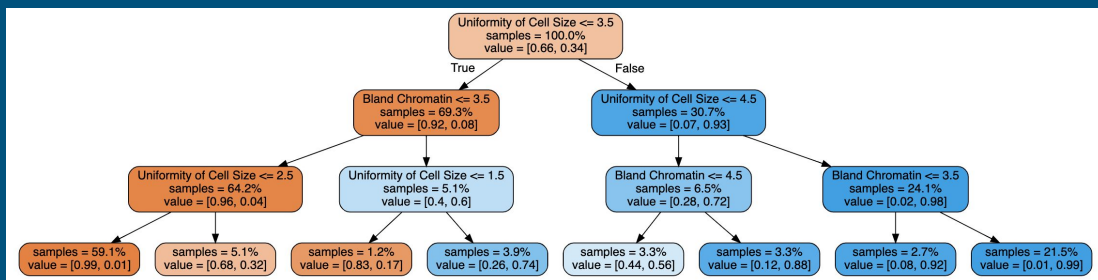 Uniformity of Cell Size <= 3.5
samples = 100.0%
value = [0.66, 0.34]
True
False
Bland Chromatin <= 3.5
samples = 69.3%
value = [0.92, 0.08]
Uniformity of Cell Size <= 4.5
samples = 30.7%
value = [0.07, 0.93]
Uniformity of Cell Size <= 2.5
samples = 64.2%
value = [0.96, 0.04]
Uniformity of Cell Size <= 1.5
samples = 5.1%
value = [0.4, 0.6]
Bland Chromatin <= 4.5
samples = 6.5%
value = [0.28, 0.72]
Bland Chromatin <= 3.5
samples = 24.1%
value = [0.02, 0.98]
samples = 59.1%
value = [0.99, 0.01]
samples = 5.1%
value = [0.68, 0.32]
samples = 1.2%
value = [0.83, 0.17]
samples = 3.9%
value = [0.26, 0.74]
samples = 3.3%
value = [0.44, 0.56]
samples = 3.3%
value = [0.12, 0.88]
samples = 2.7%
value = [0.08, 0.92]
samples = 21.5%
value = [0.01, 0.99]